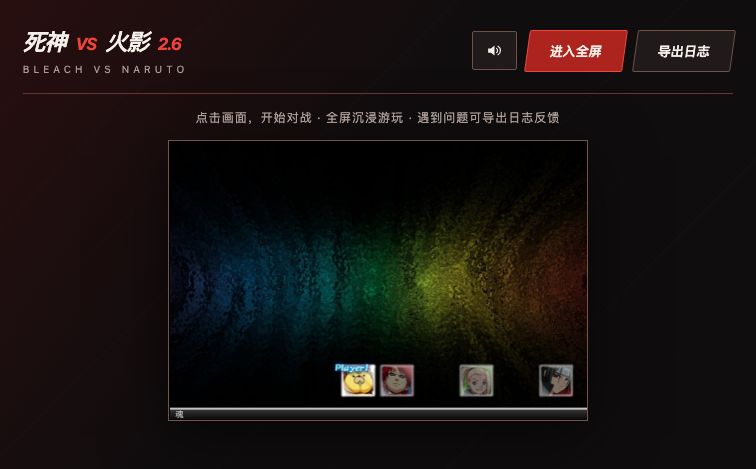 死神 VS 火影 2.6
BLEACH VS NARUTO
进入全屏
导出日志
点击画面，开始对战 · 全屏沉浸游玩 · 遇到问题可导出日志反馈
Player1
魂